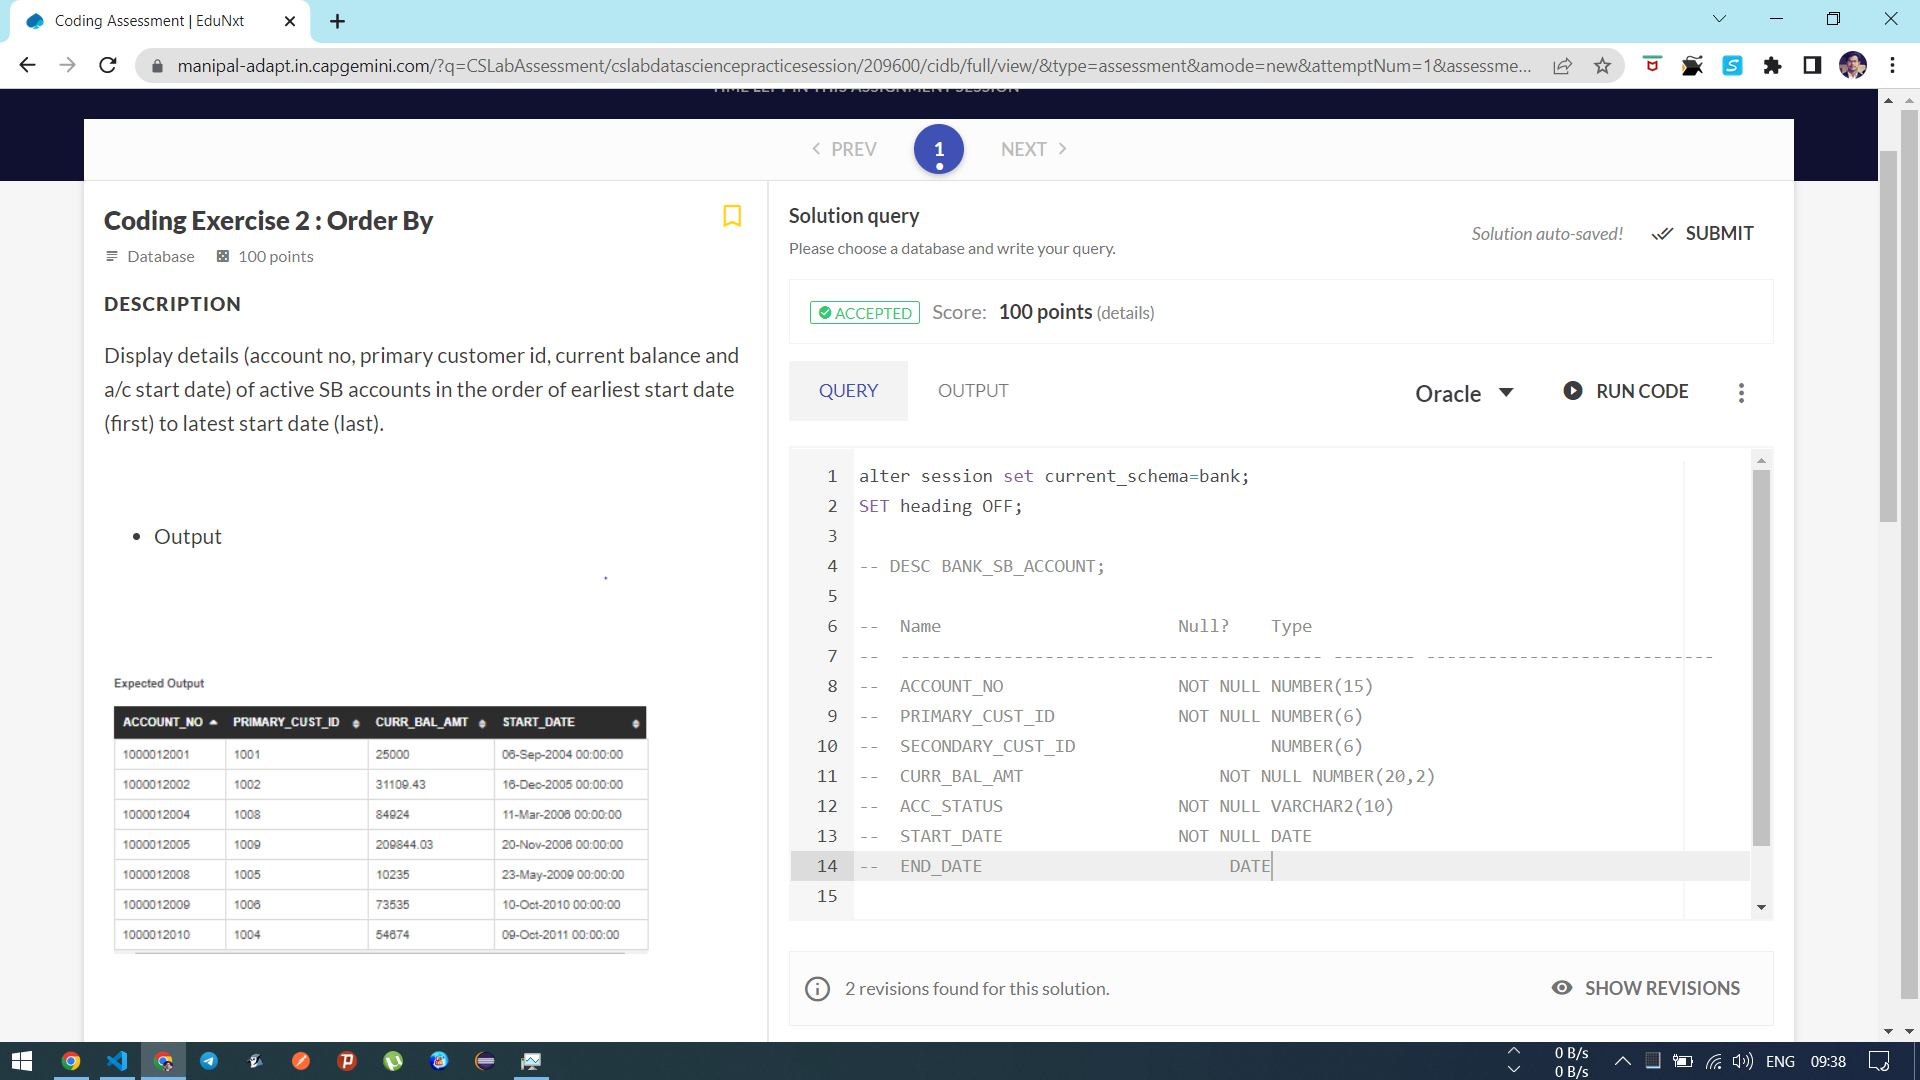 Coding Assessment | EduNxt
manipal-adapt.in.capgemini.com/?q=CSLabAssessment/cslabdatasciencepracticesession/209600/cidb/full/view/&type=assessment&amode=new&attemptNum=1&assessme...
TIME LEFT IN THIS ASSIGNMENT SESSION
PREV
1
NEXT
Coding Exercise 2 : Order By
Database
100 points
DESCRIPTION
Display details (account no, primary customer id, current balance and
a/c start date) of active SB accounts in the order of earliest start date
(first) to latest start date (last).
Output
Expected Output
ACCOUNT_NO PRIMARY_CUST_ID CURR_BAL_AMT START_DATE
1000012001 1001 25000 06-Sep-2004 00:00:00
1000012002 1002 31109.43 16-Dec-2005 00:00:00
1000012004 1008 84924 11-Mar-2006 00:00:00
1000012005 1009 209844.03 20-Nov-2006 00:00:00
1000012008 1005 10235 23-May-2009 00:00:00
1000012009 1006 73535 10-Oct-2010 00:00:00
1000012010 1004 54674 09-Oct-2011 00:00:00
Solution query
Please choose a database and write your query.
Solution auto-saved!
SUBMIT
ACCEPTED Score: 100 points (details)
QUERY
OUTPUT
Oracle
RUN CODE
1 alter session set current_schema=bank;
2 SET heading OFF;
3
4 -- DESC BANK_SB_ACCOUNT;
5
6 -- Name Null? Type
7 -- ----------------------------------------- -------- ----------------------------
8 -- ACCOUNT_NO NOT NULL NUMBER(15)
9 -- PRIMARY_CUST_ID NOT NULL NUMBER(6)
10 -- SECONDARY_CUST_ID NUMBER(6)
11 -- CURR_BAL_AMT NOT NULL NUMBER(20,2)
12 -- ACC_STATUS NOT NULL VARCHAR2(10)
13 -- START_DATE NOT NULL DATE
14 -- END_DATE DATE
15
2 revisions found for this solution.
SHOW REVISIONS
0 B/s
0 B/s
ENG
09:38